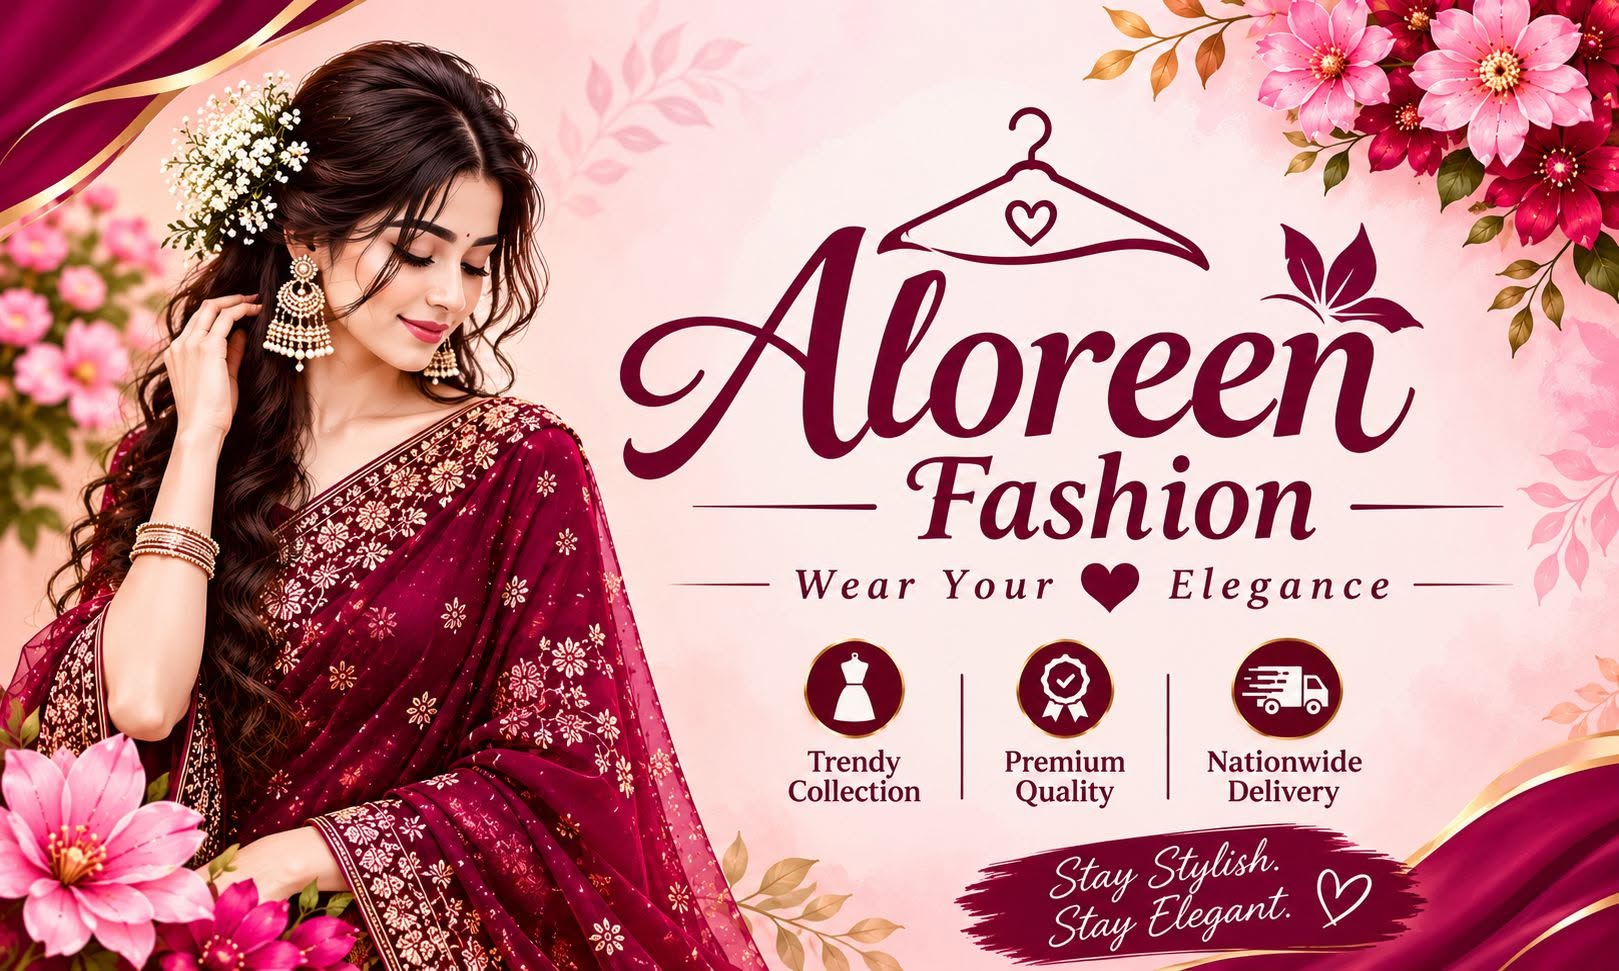 Aloreen
Fashion
Wear Your Elegance
Trendy
Collection
Premium
Quality
Nationwide
Delivery
Stay Stylish.
Stay Elegant.